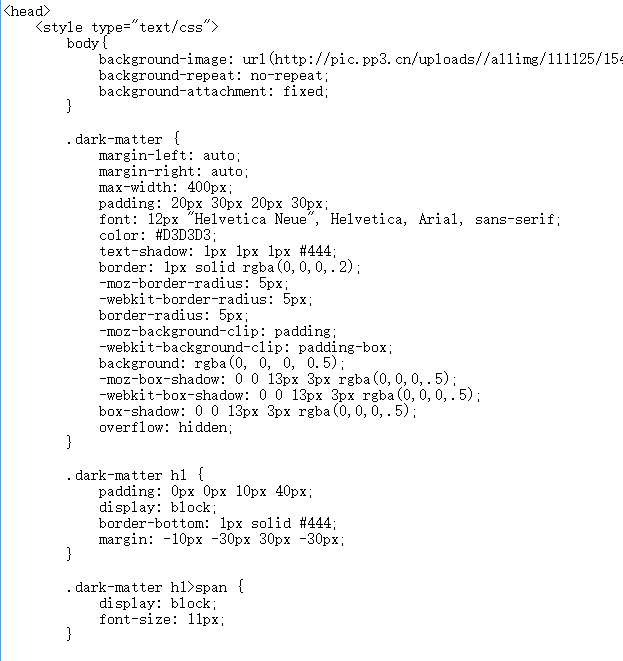 <head>
    <style type="text/css">
        body{
            background-image: url(http://pic.pp3.cn/uploads//allimg/111125/154
            background-repeat: no-repeat;
            background-attachment: fixed;
        }

        .dark-matter {
            margin-left: auto;
            margin-right: auto;
            max-width: 400px;
            padding: 20px 30px 20px 30px;
            font: 12px "Helvetica Neue", Helvetica, Arial, sans-serif;
            color: #D3D3D3;
            text-shadow: 1px 1px 1px #444;
            border: 1px solid rgba(0,0,0,.2);
            -moz-border-radius: 5px;
            -webkit-border-radius: 5px;
            border-radius: 5px;
            -moz-background-clip: padding;
            -webkit-background-clip: padding-box;
            background: rgba(0, 0, 0, 0.5);
            -moz-box-shadow: 0 0 13px 3px rgba(0,0,0,.5);
            -webkit-box-shadow: 0 0 13px 3px rgba(0,0,0,.5);
            box-shadow: 0 0 13px 3px rgba(0,0,0,.5);
            overflow: hidden;
        }

        .dark-matter h1 {
            padding: 0px 0px 10px 40px;
            display: block;
            border-bottom: 1px solid #444;
            margin: -10px -30px 30px -30px;
        }

        .dark-matter h1>span {
            display: block;
            font-size: 11px;
        }